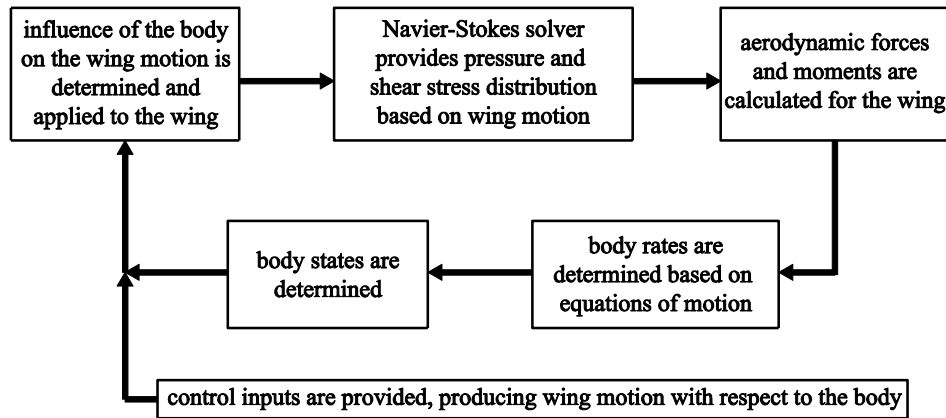 influence of the body
on the wing motion is
determined and
applied to the wing
Navier-Stokes solver
provides pressure and
shear stress distribution
based on wing motion
aerodynamic forces
and moments are
calculated for the wing
body states are
determined
body rates are
determined based on
equations of motion
control inputs are provided, producing wing motion with respect to the body